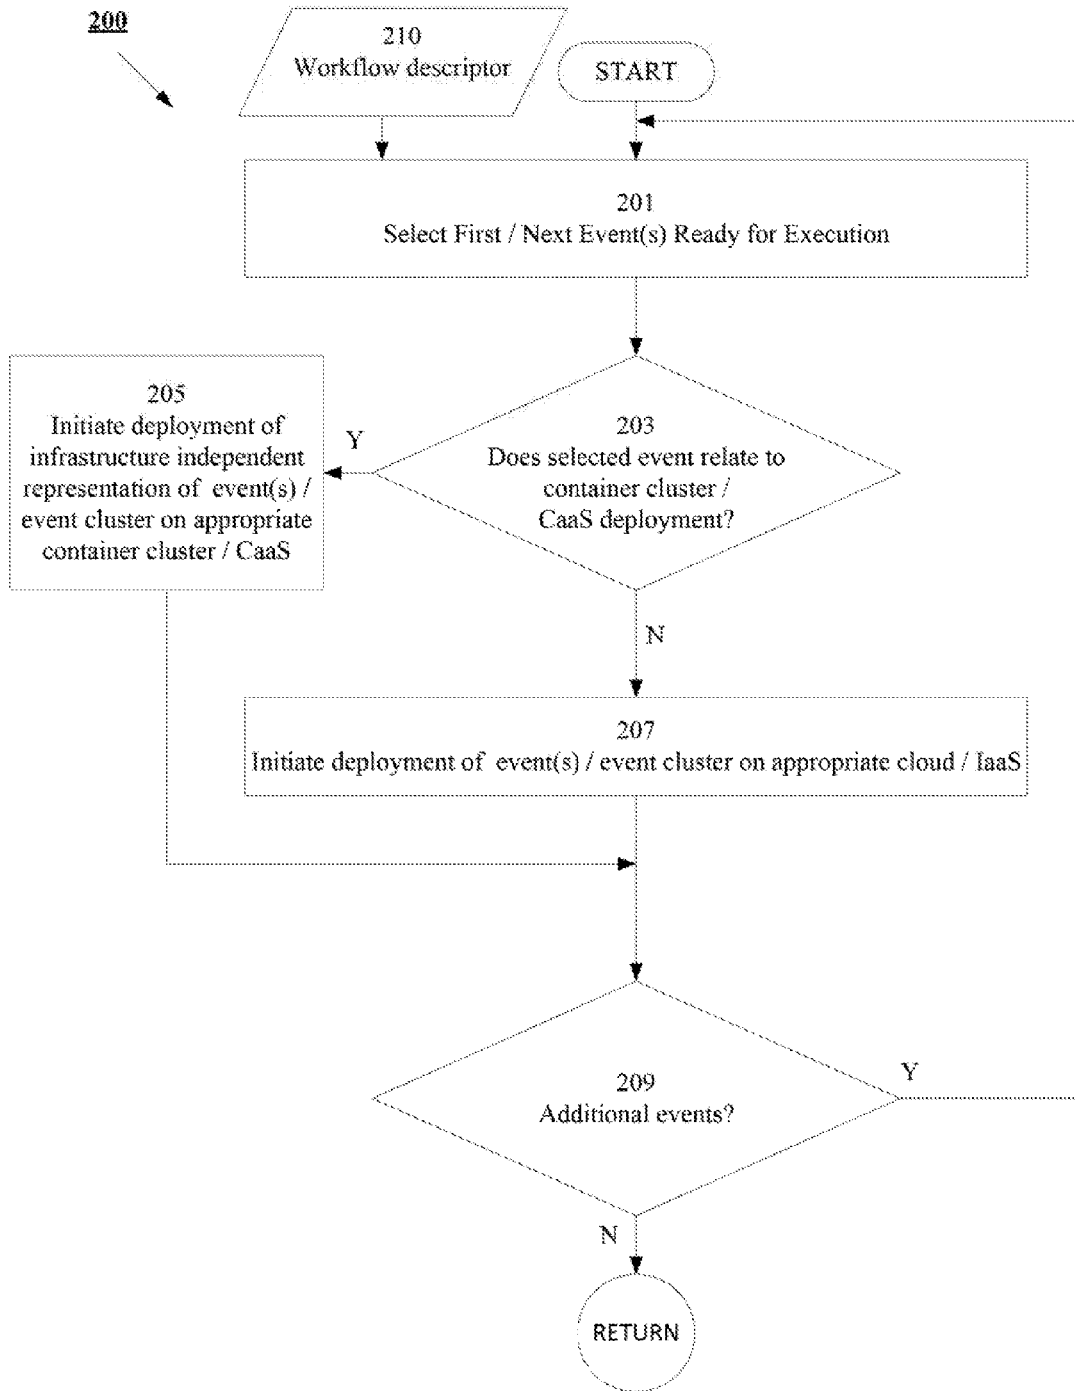 200
210
Workflow descriptor
START
201
Select First / Next Event(s) Ready for Execution
205
Initiate deployment of
infrastructure independent
representation of event(s) /
event cluster on appropriate
container cluster / CaaS
Y
203
Does selected event relate to
container cluster /
CaaS deployment?
N
207
Initiate deployment of event(s) / event cluster on appropriate cloud / IaaS
209
Additional events?
Y
N
RETURN